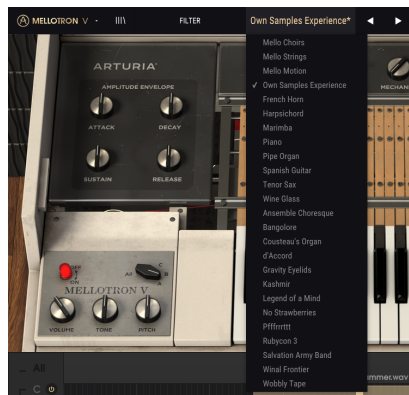 MELLOTRON V
FILTER
Own Samples Experience*
Mello Choirs
Mello Strings
Mello Motion
✓ Own Samples Experience
French Horn
Harpsichord
Marimba
Piano
Pipe Organ
Spanish Guitar
Tenor Sax
Wine Glass
Ansemble Choresque
Bangolore
Cousteau's Organ
d'Accord
Gravity Eyelids
Kashmir
Legend of a Mind
No Strawberries
Pffffrrttt
Rubycon 3
Salvation Army Band
Winal Frontier
Wobbly Tape
ARTURIA
AMPLITUDE ENVELOPE
ATTACK
DECAY
SUSTAIN
RELEASE
MECHAN
OFF
ON
All
C
B
A
MELLOTRON V
VOLUME
TONE
PITCH
All
C
mmer.wav